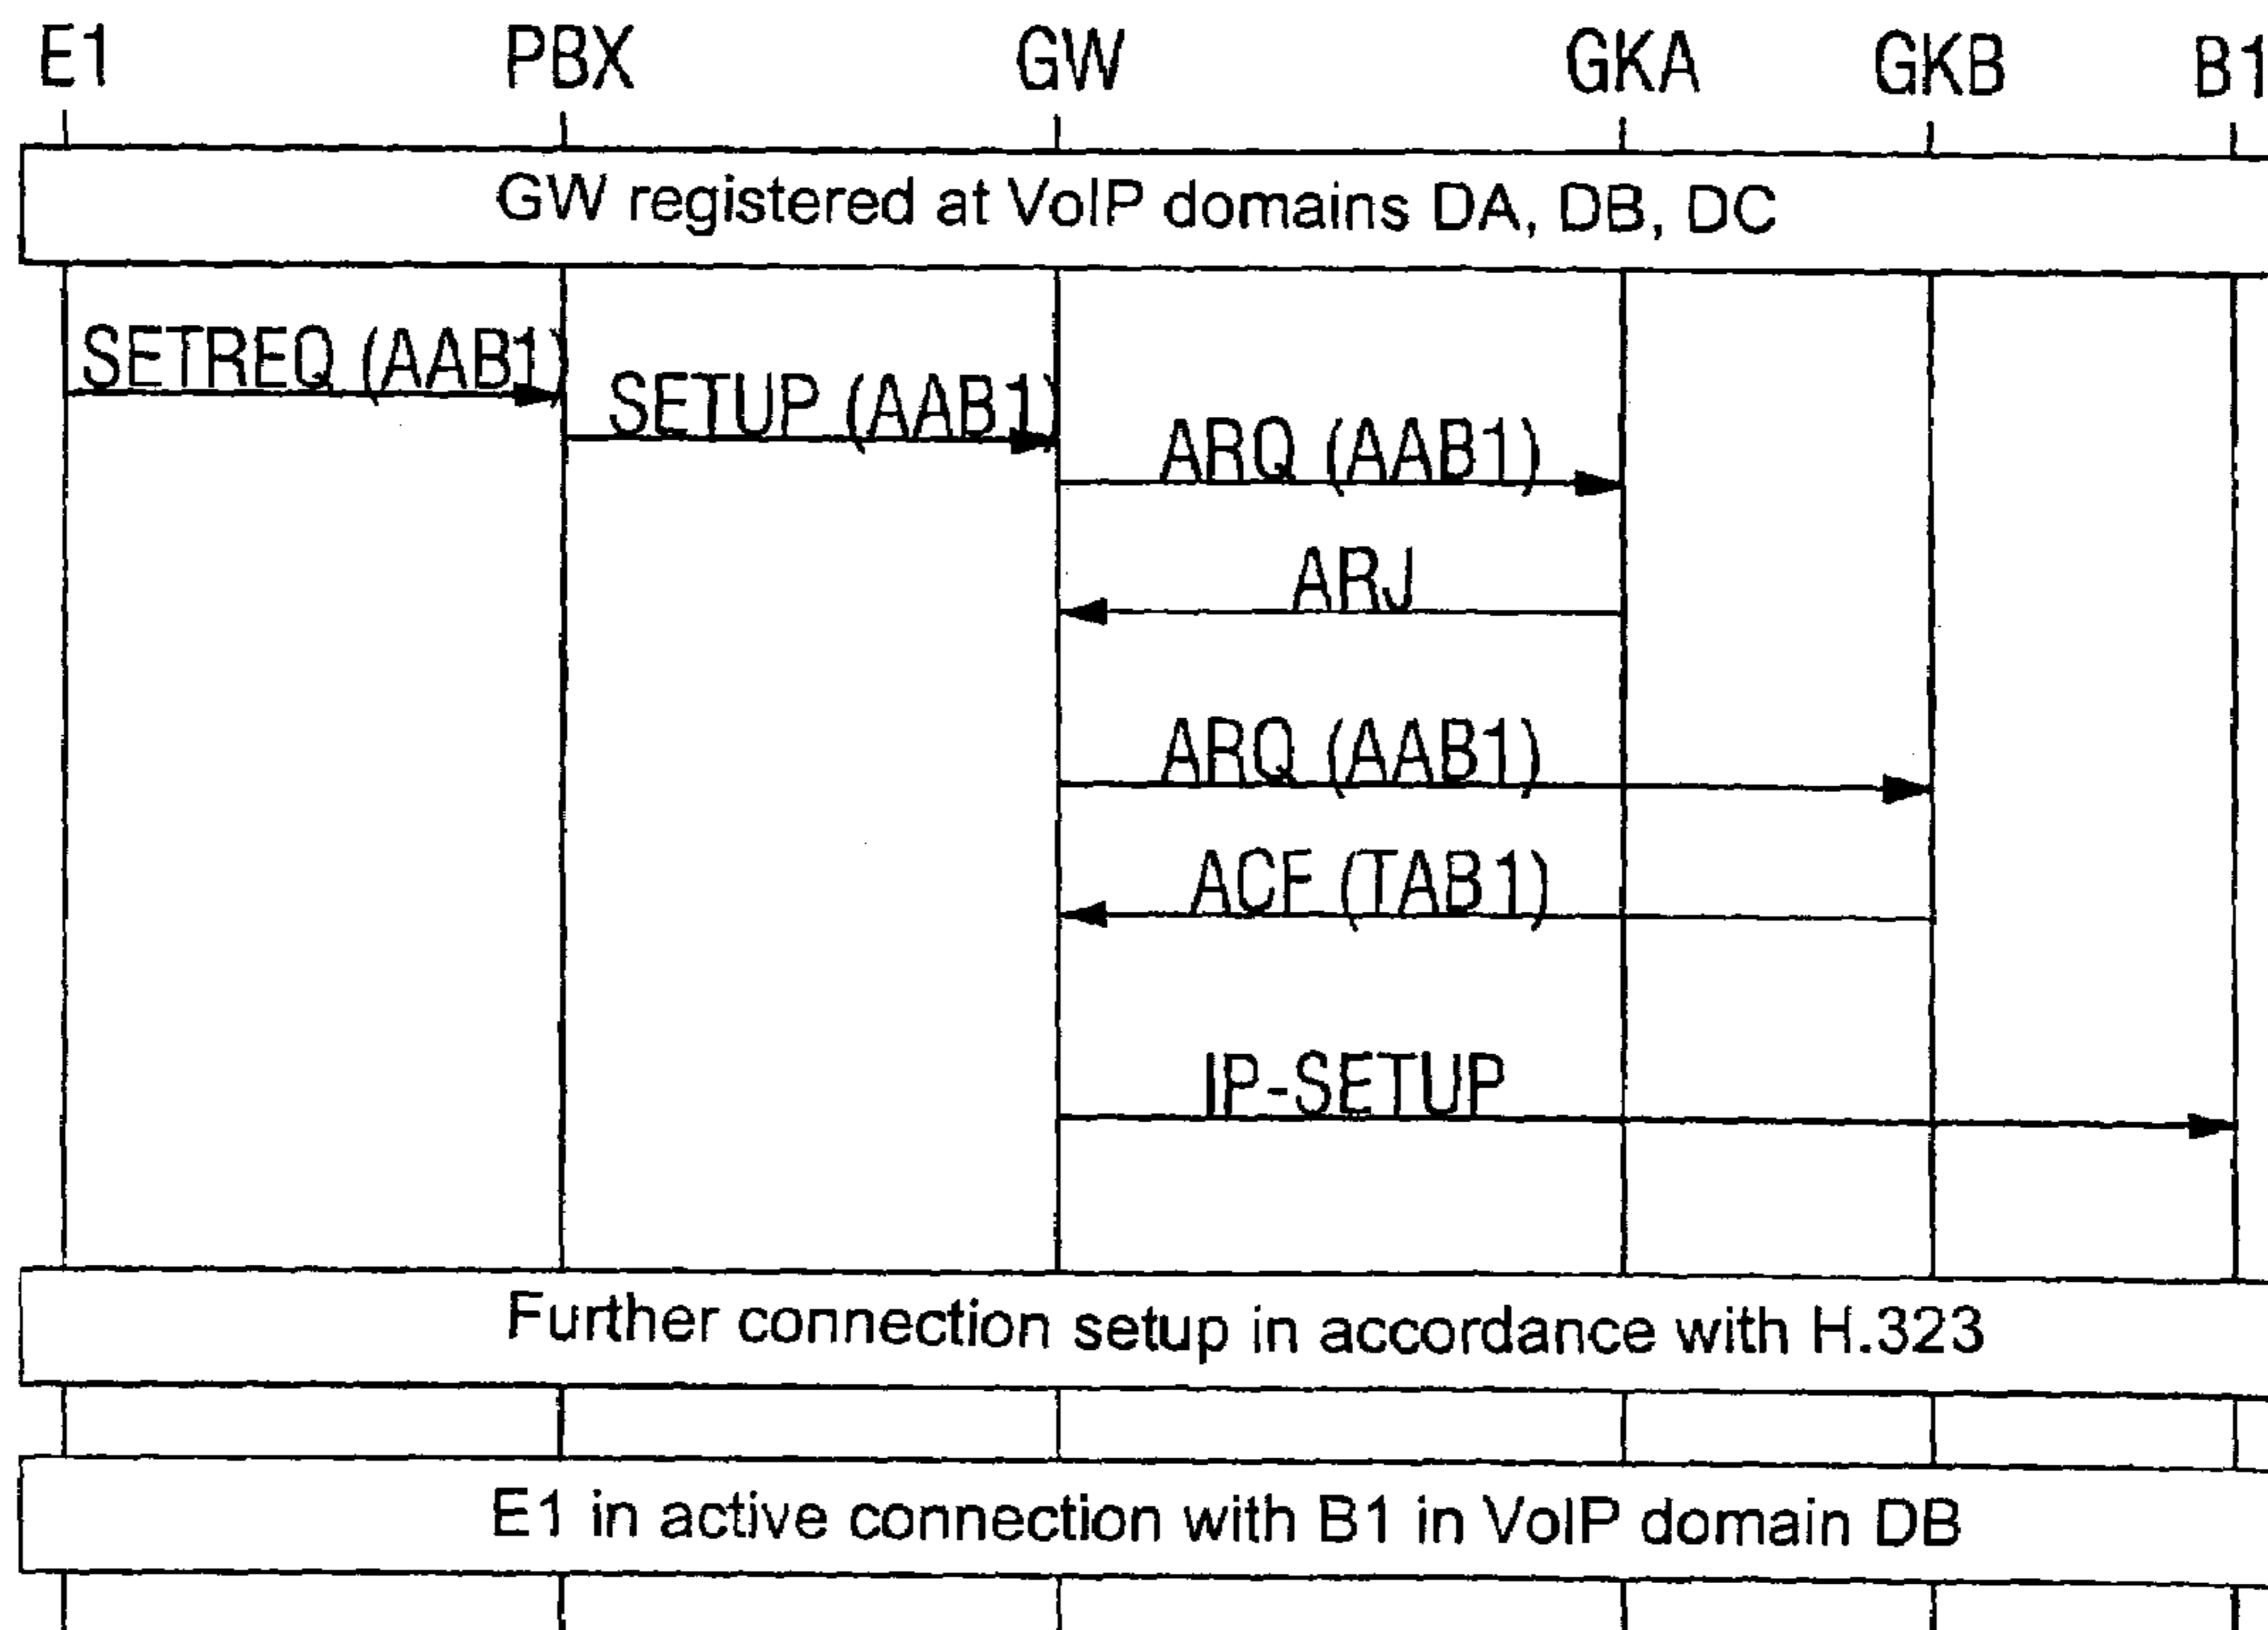 E1 PBX GW GKA GKB B1
GW registered at VoIP domains DA, DB, DC
SETREQ (AAB1)
SETUP (AAB1)
ARQ (AAB1)
ARJ
ARQ (AAB1)
ACF (TAB1)
IP-SETUP
Further connection setup in accordance with H.323
E1 in active connection with B1 in VoIP domain DB